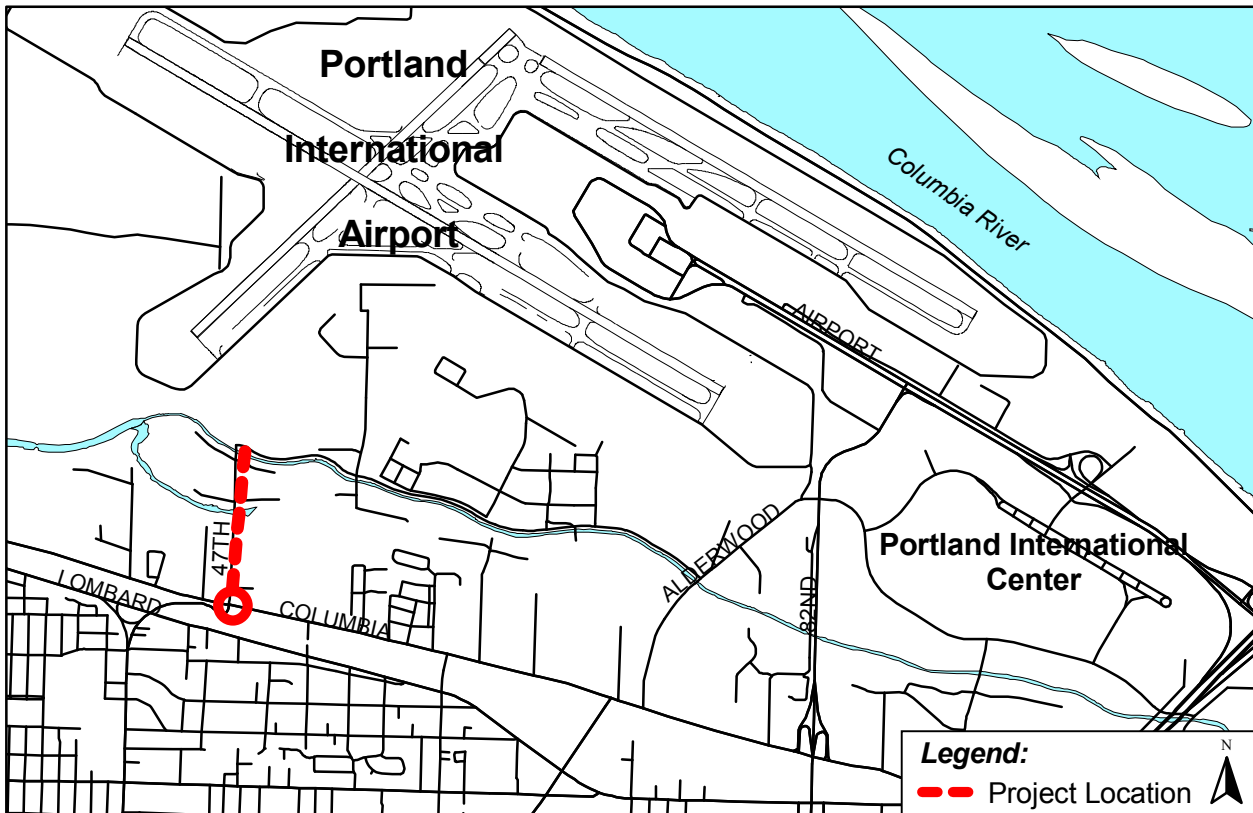 Portland
International
Airport
Columbia River
AIRPORT
ALDERWOOD
82ND
Portland International
Center
47TH
LOMBARD
COLUMBIA
Legend:
N
Project Location